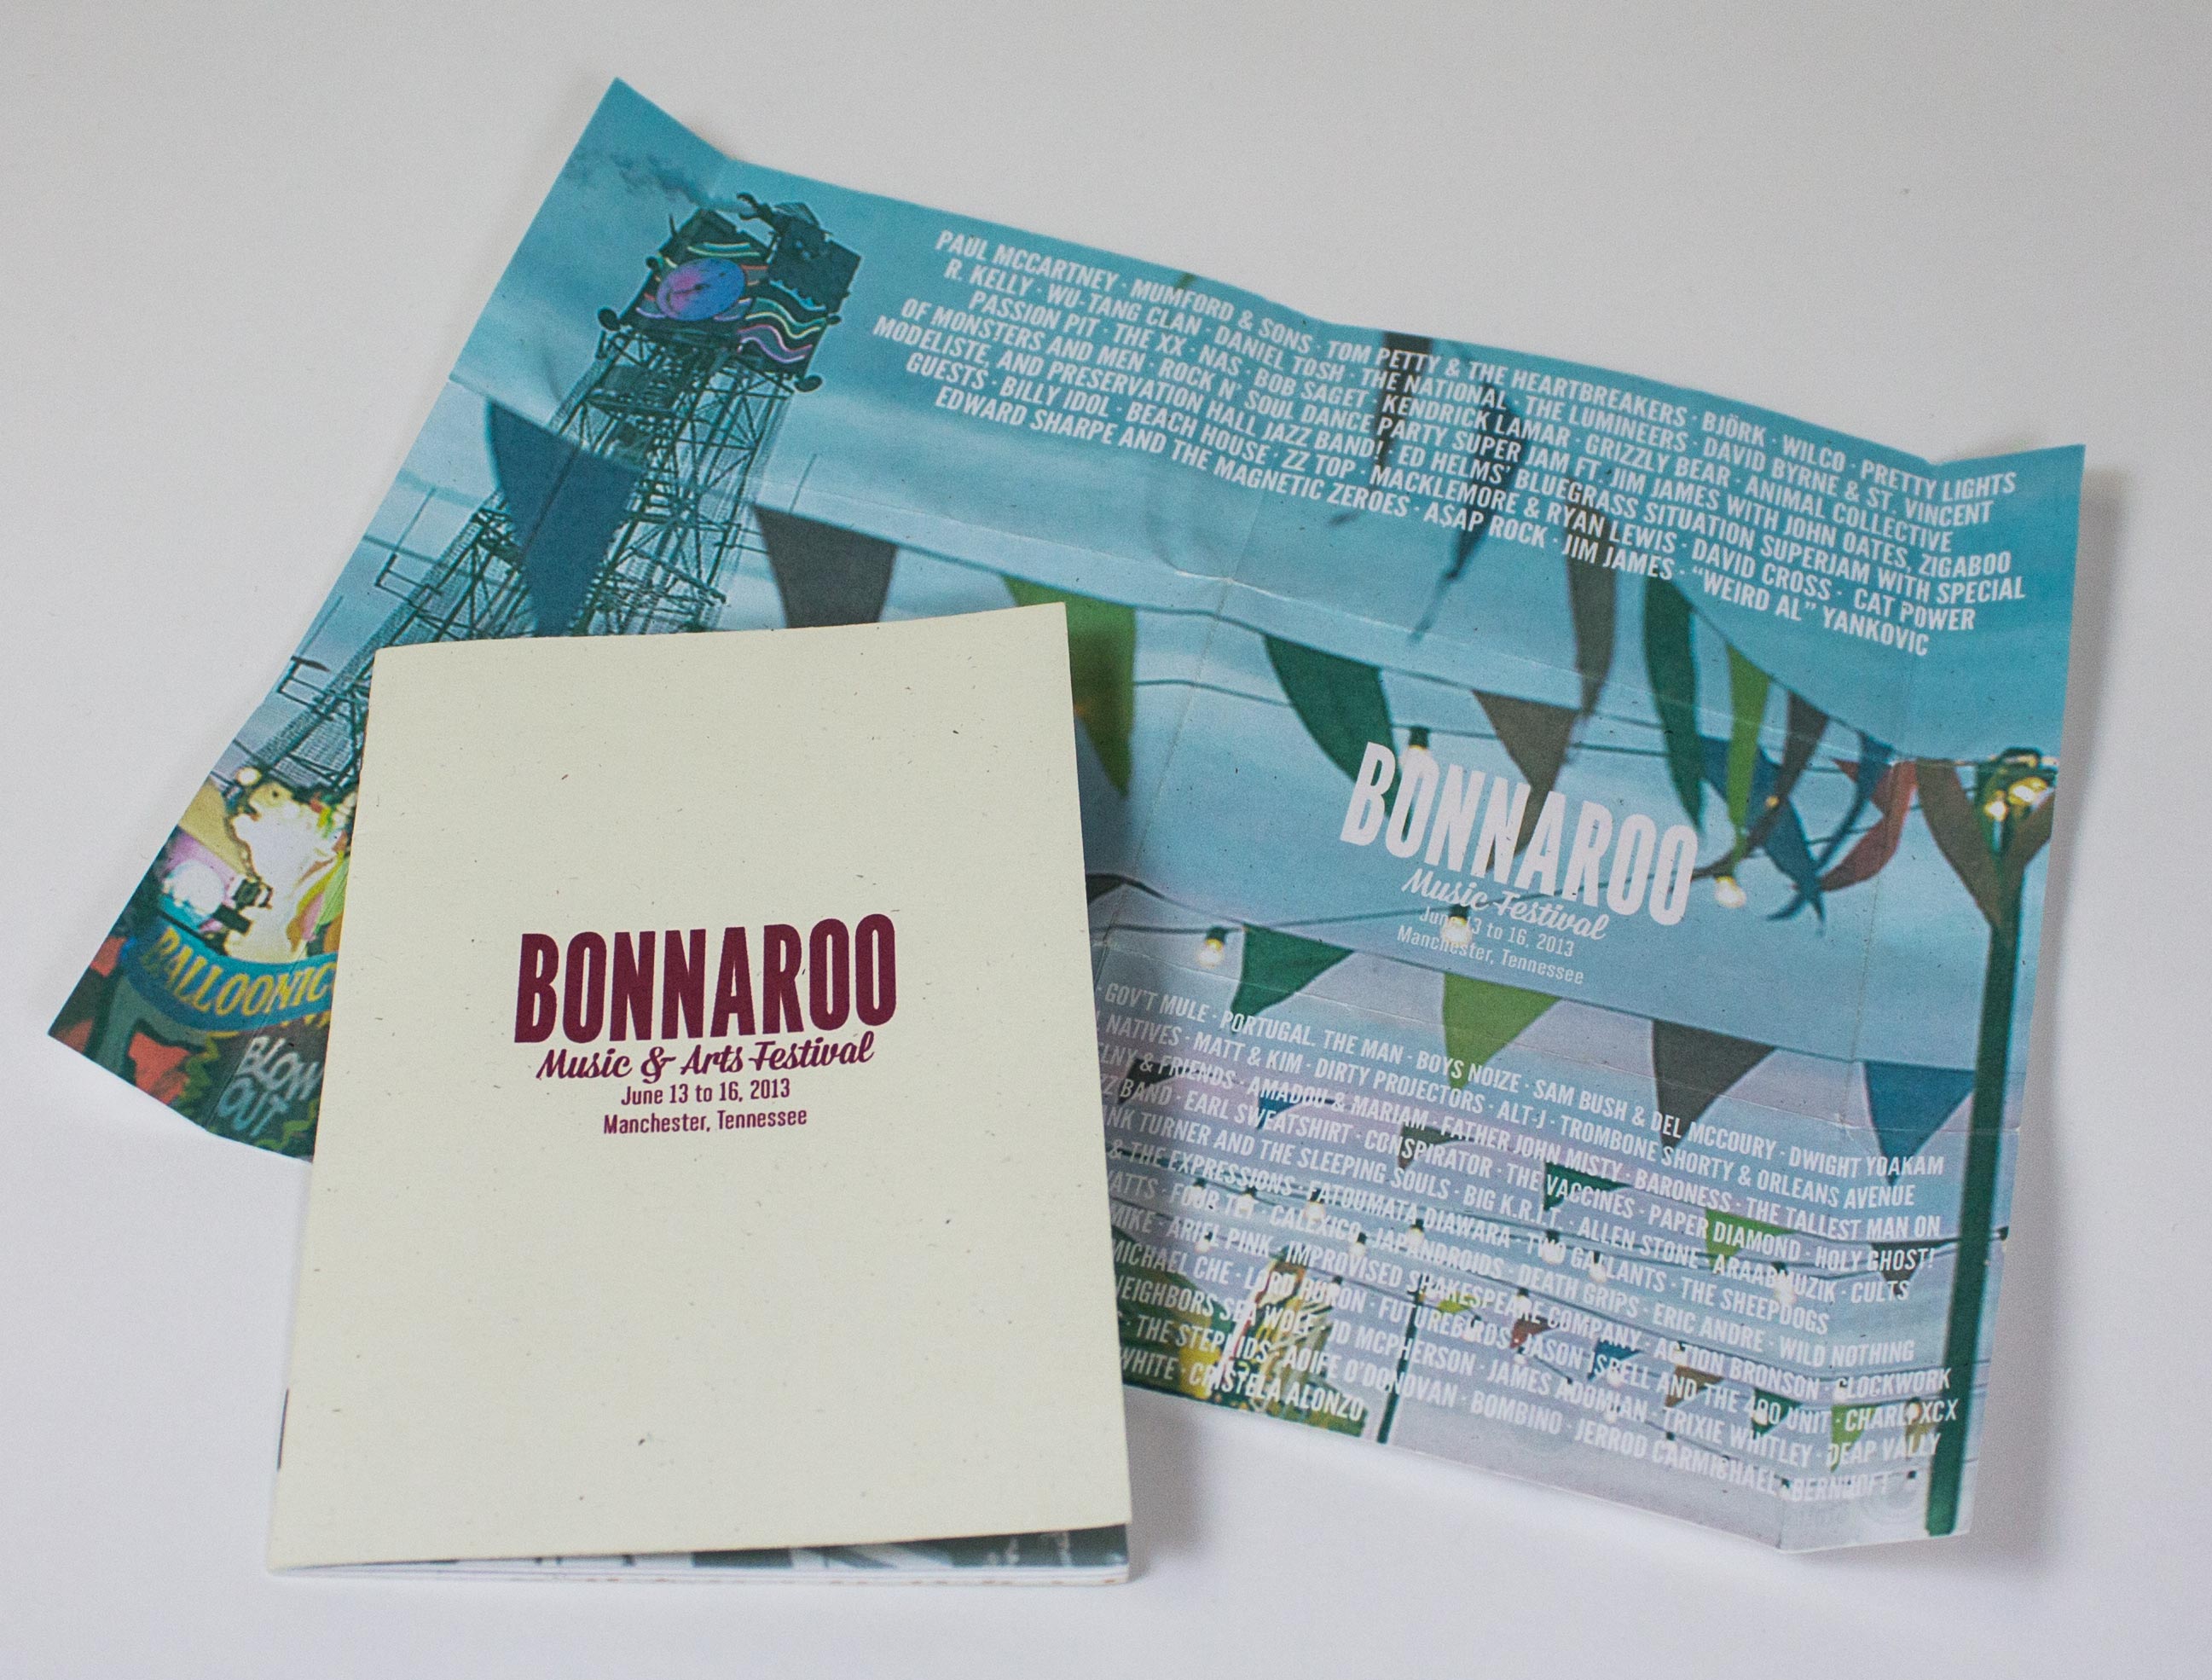 PAUL MCCARTNEY · MUMFORD & SONS · TOM PETTY & THE HEARTBREAKERS · BJÖRK · WILCO · PRETTY LIGHTS
R. KELLY · WU-TANG CLAN · DANIEL TOSH · THE NATIONAL · THE LUMINEERS · DAVID BYRNE & ST. VINCENT
PASSION PIT · THE XX · NAS · BOB SAGET · KENDRICK LAMAR · GRIZZLY BEAR · ANIMAL COLLECTIVE
OF MONSTERS AND MEN · ROCK N' SOUL DANCE PARTY SUPER JAM FT. JIM JAMES WITH JOHN OATES, ZIGABOO
MODELISTE, AND PRESERVATION HALL JAZZ BAND! ED HELMS' BLUEGRASS SITUATION SUPERJAM WITH SPECIAL
GUESTS · BILLY IDOL · BEACH HOUSE · ZZ TOP · MACKLEMORE & RYAN LEWIS · DAVID CROSS · CAT POWER
EDWARD SHARPE AND THE MAGNETIC ZEROES · A$AP ROCK · JIM JAMES · "WEIRD AL" YANKOVIC
BONNAROO
Music Festival
June 13 to 16, 2013
Manchester, Tennessee
· GOV'T MULE · PORTUGAL. THE MAN · BOYS NOIZE · SAM BUSH & DEL MCCOURY · DWIGHT YOAKAM
NATIVES · MATT & KIM · DIRTY PROJECTORS · ALT-J · TROMBONE SHORTY & ORLEANS AVENUE
& FRIENDS · AMADOU & MARIAM · FATHER JOHN MISTY · BARONESS · THE TALLEST MAN ON
BAND · EARL SWEATSHIRT · CONSPIRATOR · THE VACCINES · PAPER DIAMOND · HOLY GHOST!
TURNER AND THE SLEEPING SOULS · BIG K.R.I.T. · ALLEN STONE · ARAABMUZIK · CULTS
& THE EXPRESSIONS · FATOUMATA DIAWARA · TWO GALLANTS · THE SHEEPDOGS
WATTS · FOUR TET · CALEXICO · JAPANDROIDS · DEATH GRIPS · ERIC ANDRE · WILD NOTHING
MIKE · ARIEL PINK · IMPROVISED SHAKESPEARE COMPANY · ACTION BRONSON · CLOCKWORK
MICHAEL CHE · LORD HURON · FUTUREBIRDS · JASON ISBELL AND THE 400 UNIT · CHARLI XCX
NEIGHBORS SEA WOLF · JD MCPHERSON · JAMES ADOMIAN · TRIXIE WHITLEY · DEAP VALLY
· THE STEPKIDS · AOIFE O'DONOVAN · BOMBINO · JERROD CARMICHAEL · BERNHOFT
WHITE · CRISTELA ALONZO
BALLOONIC
BLOW
OUT
BONNAROO
Music & Arts Festival
June 13 to 16, 2013
Manchester, Tennessee